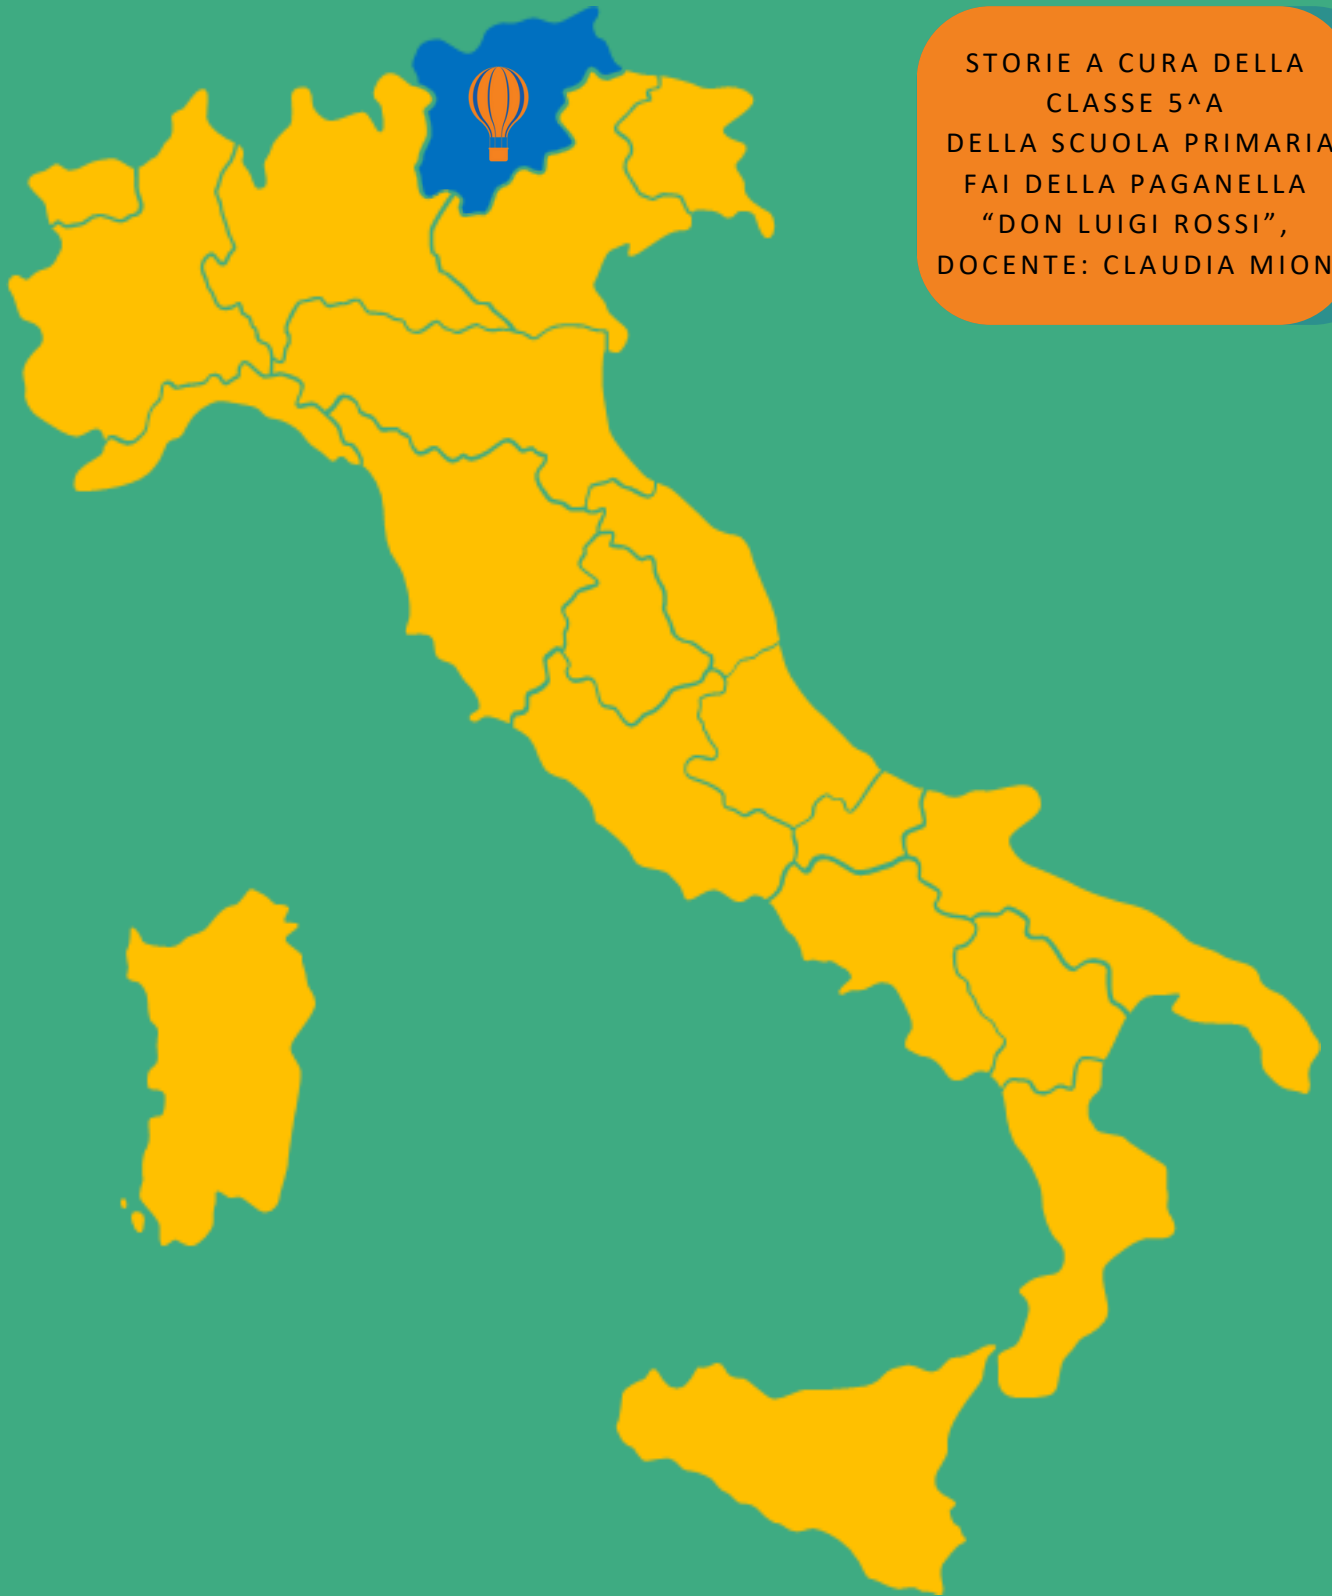 STORIE A CURA DELLA
CLASSE 5^A
DELLA SCUOLA PRIMARIA
FAI DELLA PAGANELLA
“DON LUIGI ROSSI”,
DOCENTE: CLAUDIA MION